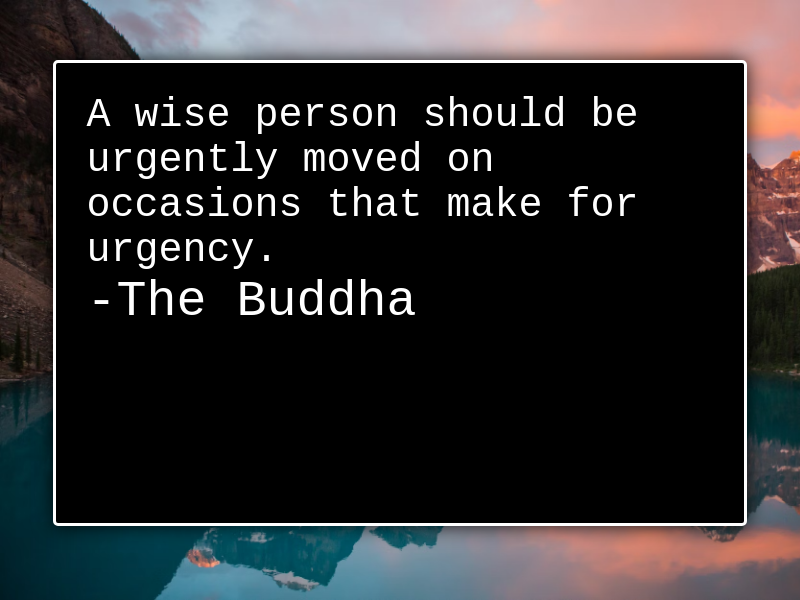 A wise person should be
urgently moved on
occasions that make for
urgency.
-The Buddha